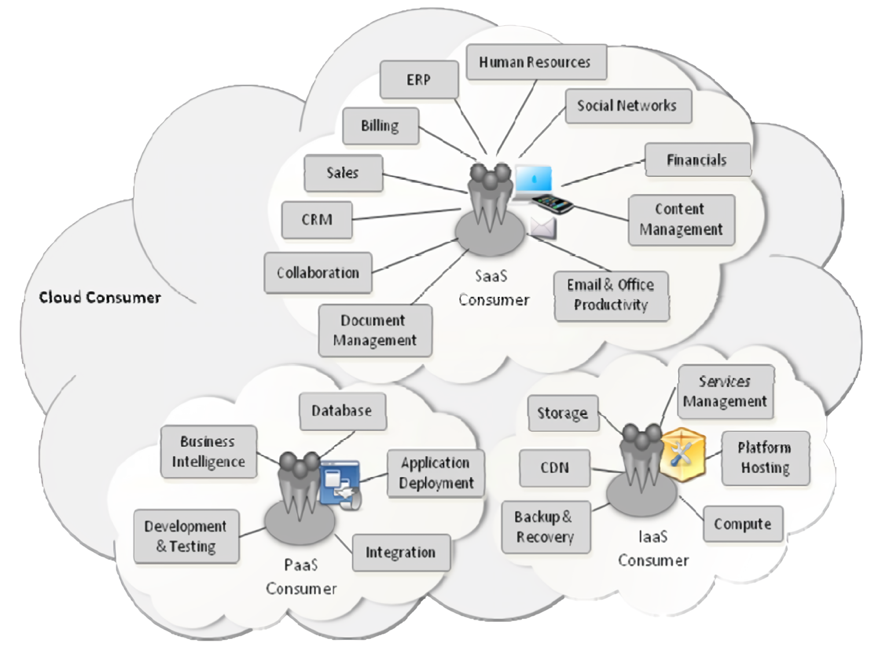 Human Resources
ERP
Social Networks
Billing
Financials
Sales
Content
Management
CRM
Collaboration
SaaS
Consumer
Email & Office
Productivity
Cloud Consumer
Document
Management
Database
Business
Intelligence
Application
Deployment
Development
& Testing
Integration
PaaS
Consumer
Services
Management
Storage
Platform
Hosting
CDN
Backup &
Recovery
Compute
IaaS
Consumer